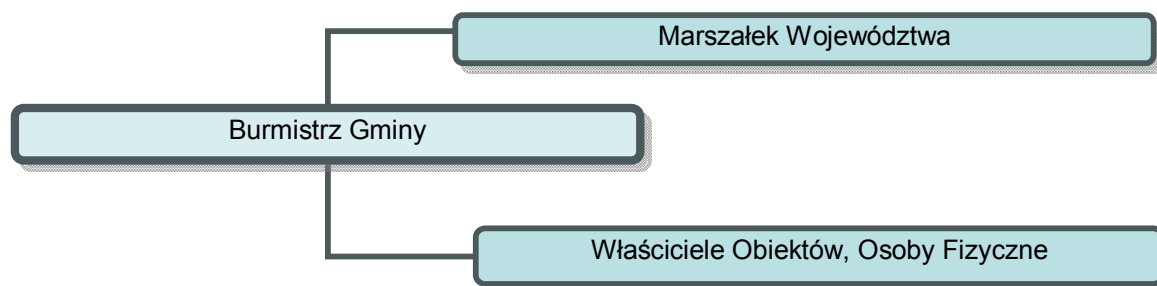 Marszałek Województwa
Burmistrz Gminy
Właściciele Obiektów, Osoby Fizyczne